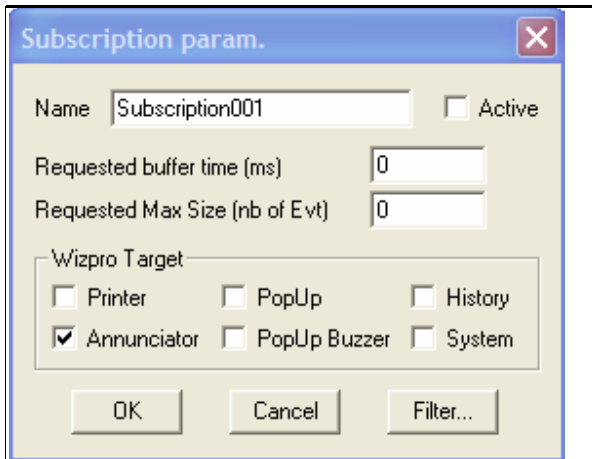 Subscription param.
Name Subscription001 Active
Requested buffer time (ms) 0
Requested Max Size (nb of Evt) 0
Wizpro Target
Printer PopUp History
Annunciator PopUp Buzzer System
OK Cancel Filter...